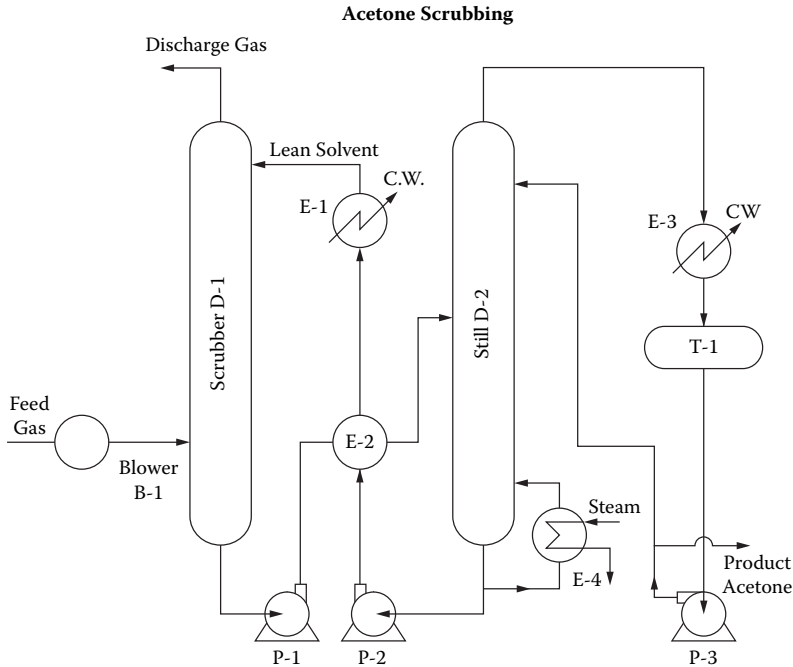 Acetone Scrubbing
Discharge Gas
Lean Solvent
C.W.
E-1
E-3
CW
Scrubber D-1
Still D-2
T-1
Feed
Gas
E-2
Blower
B-1
Steam
E-4
Product
Acetone
P-1
P-2
P-3